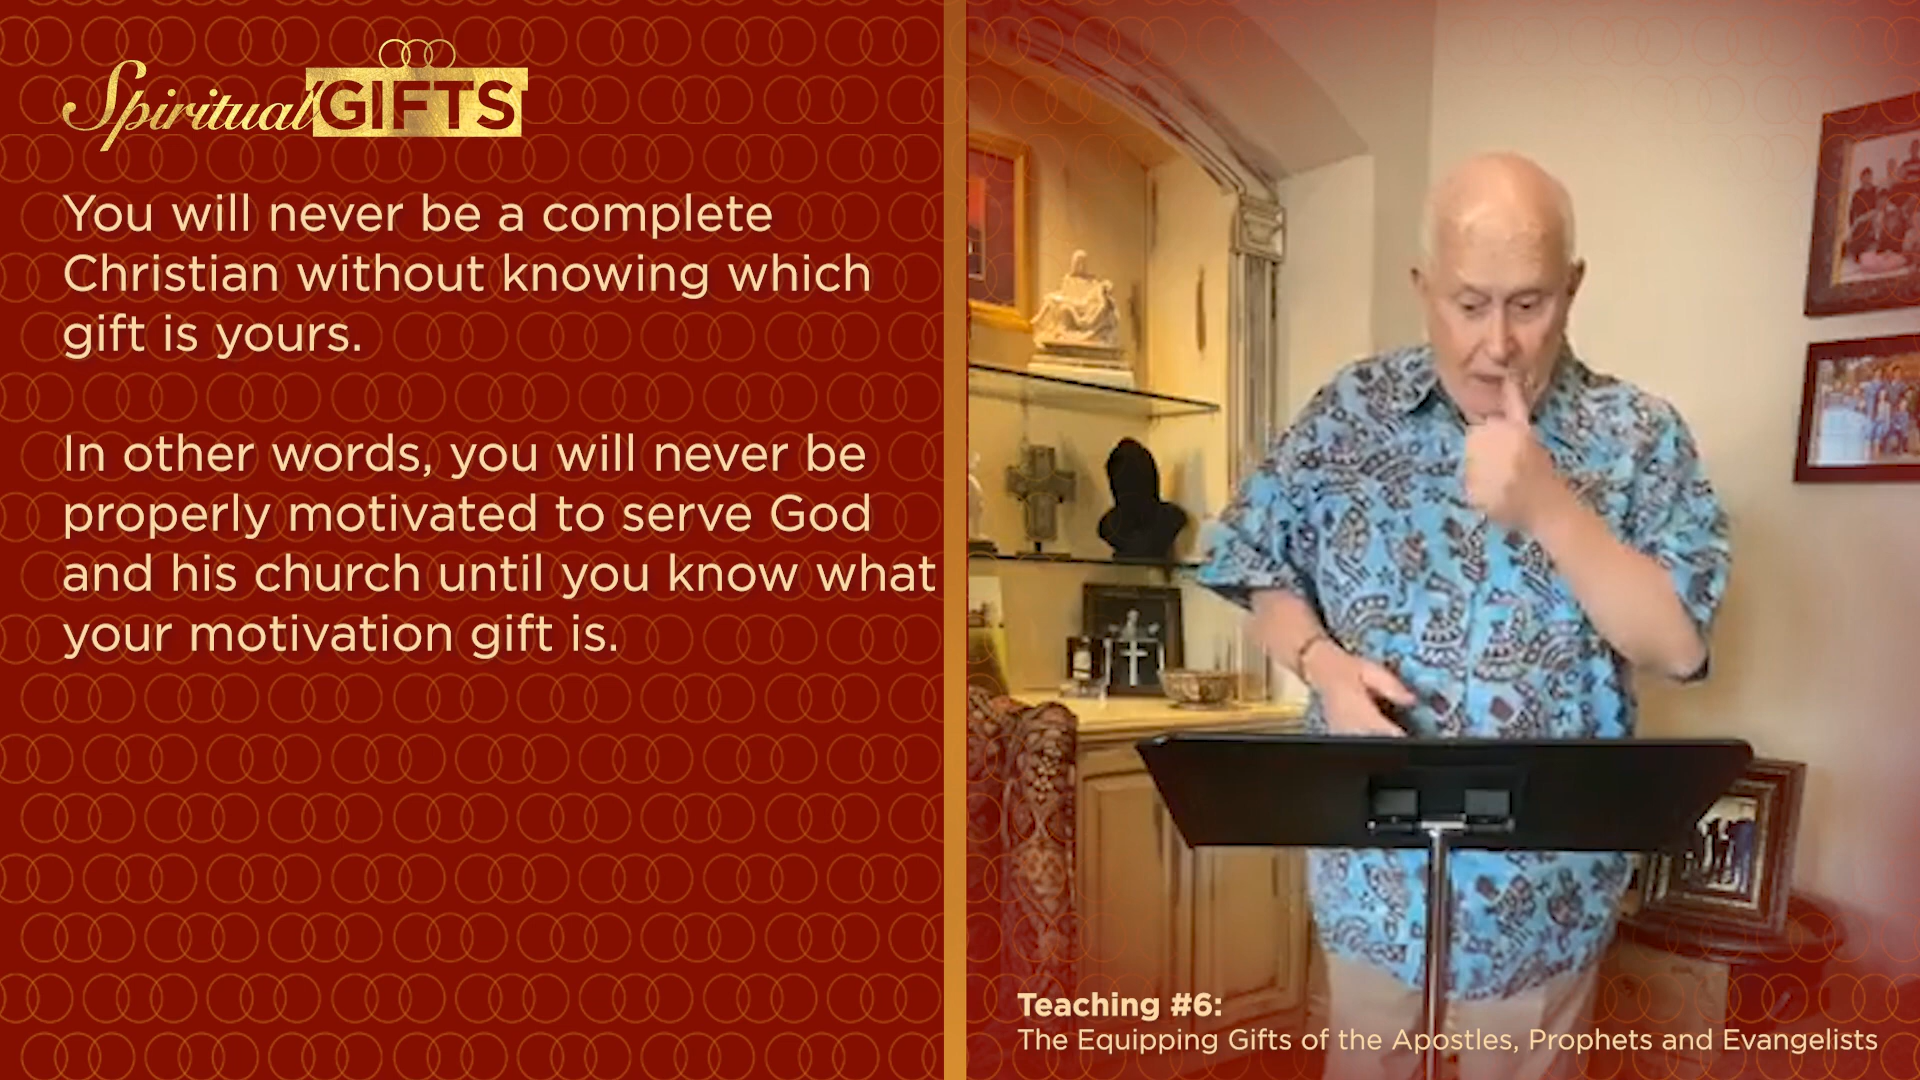 Spiritual GIFTS
You will never be a complete
Christian without knowing which
gift is yours.
In other words, you will never be
properly motivated to serve God
and his church until you know what
your motivation gift is.
Teaching #6:
The Equipping Gifts of the Apostles, Prophets and Evangelists